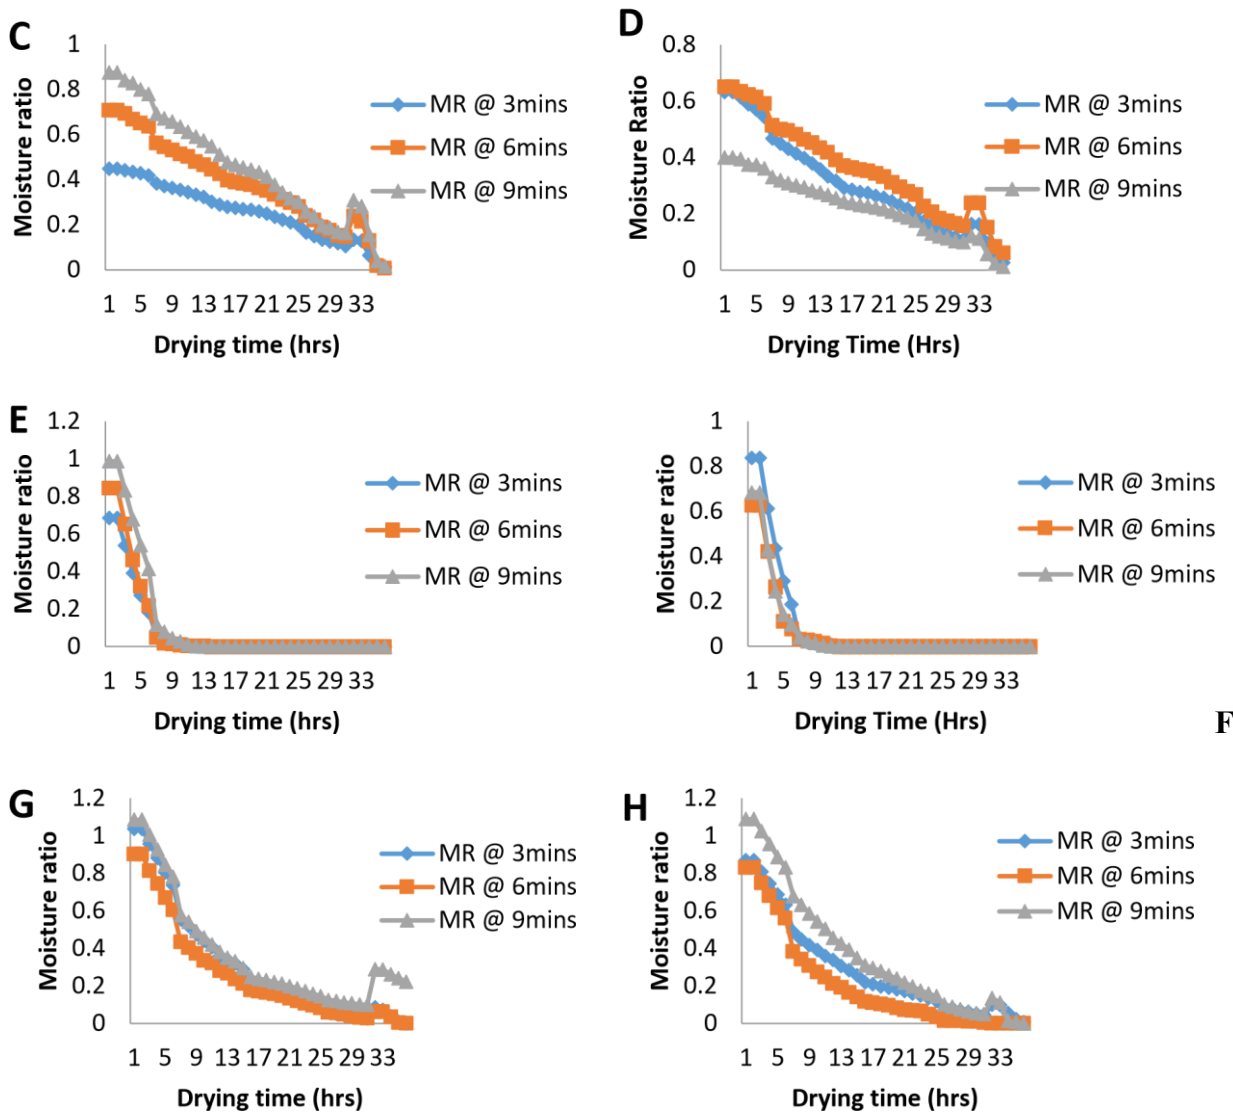 C
1
0.8
0.6
0.4
0.2
0
Moisture ratio
1 5 9 13 17 21 25 29 33
Drying time (hrs)
MR @ 3mins
MR @ 6mins
MR @ 9mins
D
0.8
0.6
0.4
0.2
0
Moisture Ratio
1 5 9 13 17 21 25 29 33
Drying Time (Hrs)
MR @ 3mins
MR @ 6mins
MR @ 9mins
E
1.2
1
0.8
0.6
0.4
0.2
0
Moisture ratio
1 5 9 13 17 21 25 29 33
Drying time (hrs)
MR @ 3mins
MR @ 6mins
MR @ 9mins
1
0.8
0.6
0.4
0.2
0
Moisture ratio
1 5 9 13 17 21 25 29 33
Drying Time (Hrs)
MR @ 3mins
MR @ 6mins
MR @ 9mins
F
G
1.2
1
0.8
0.6
0.4
0.2
0
Moisture ratio
1 5 9 13 17 21 25 29 33
Drying time (hrs)
MR @ 3mins
MR @ 6mins
MR @ 9mins
H
1.2
1
0.8
0.6
0.4
0.2
0
Moisture ratio
1 5 9 13 17 21 25 29 33
Drying time (hrs)
MR @ 3mins
MR @ 6mins
MR @ 9mins